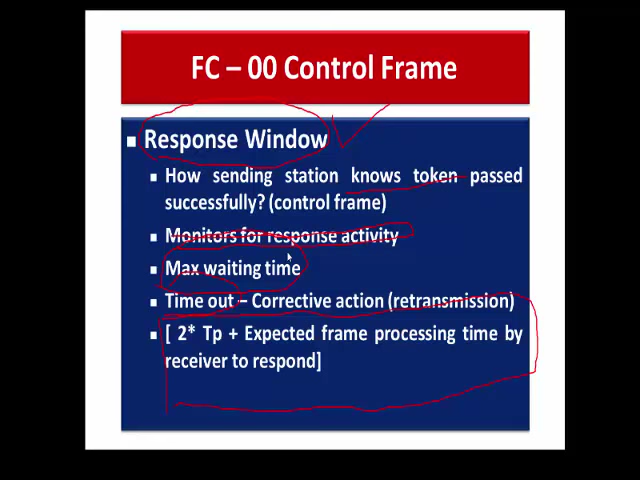 FC – 00 Control Frame
Response Window
How sending station knows token passed
successfully? (control frame)
Monitors for response activity
Max waiting time
Time out – Corrective action (retransmission)
[ 2* Tp + Expected frame processing time by
receiver to respond]